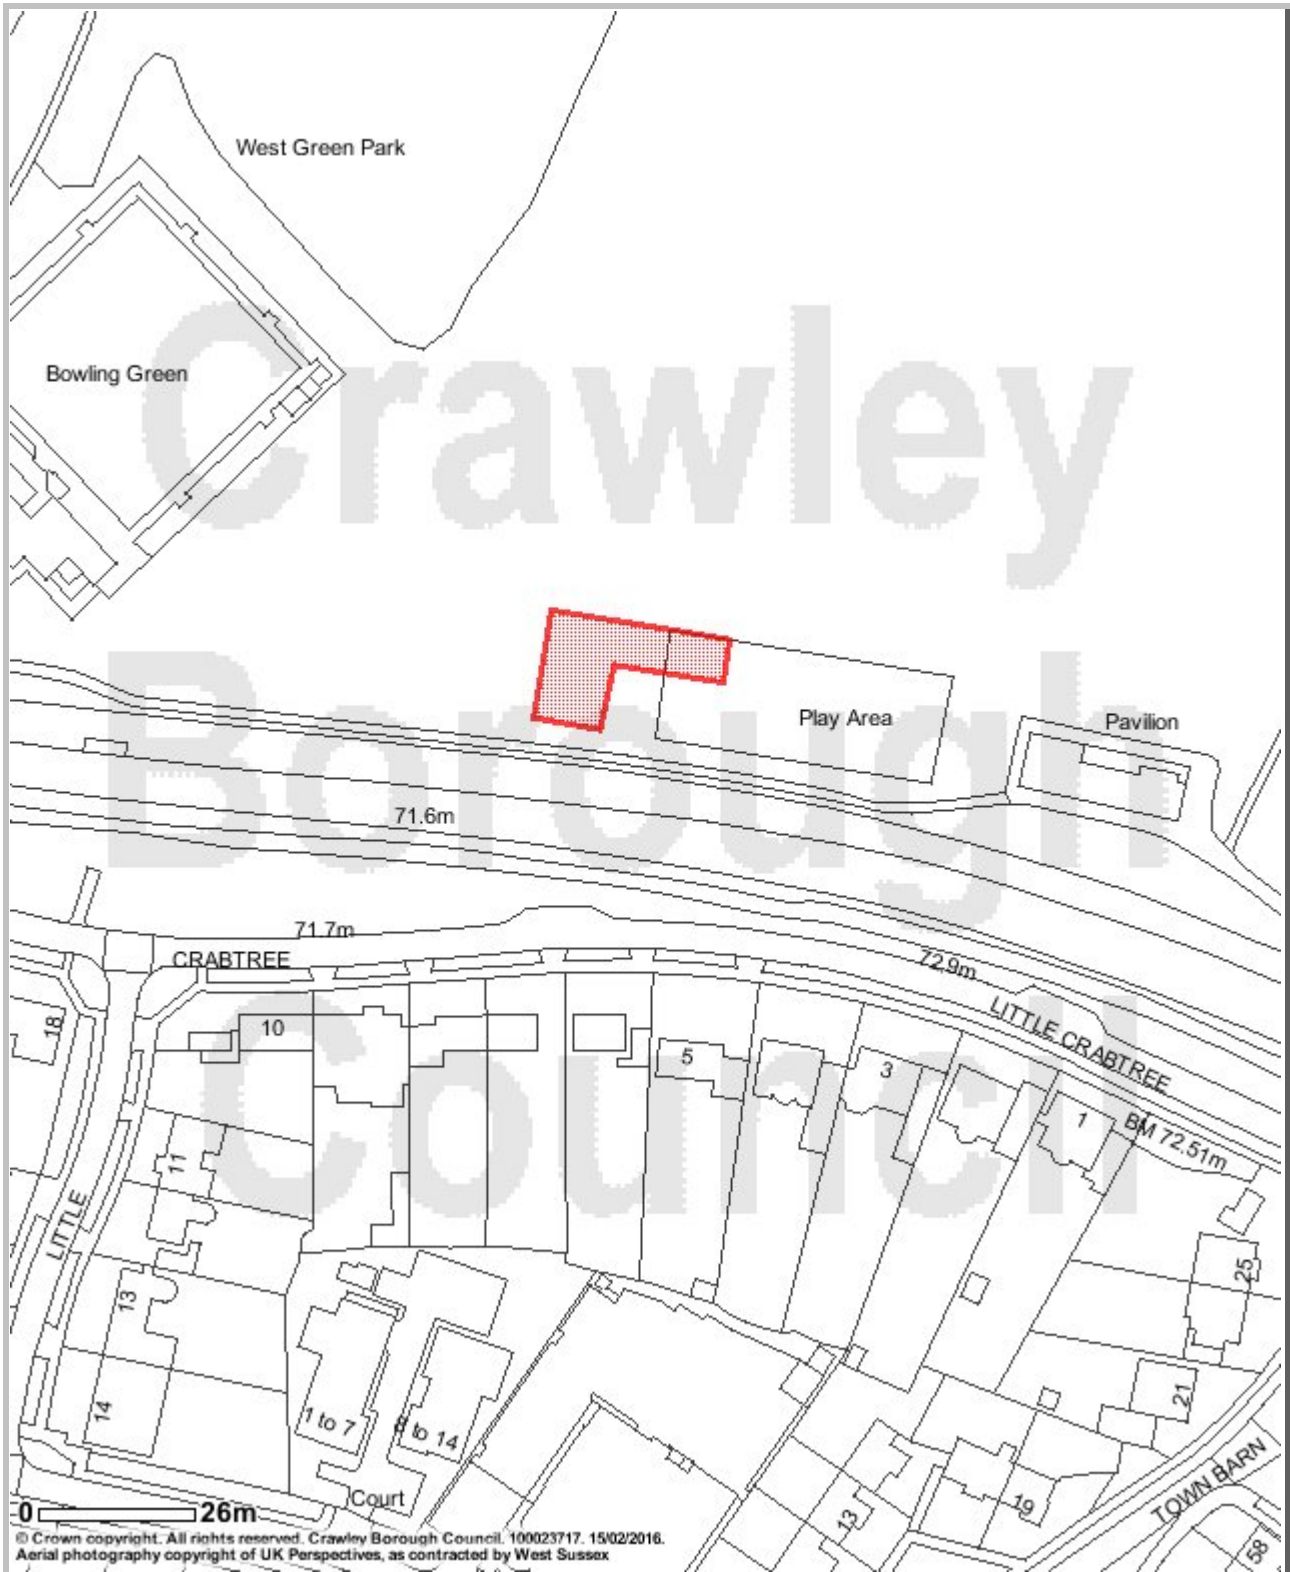 West Green Park
Bowling Green
Crawley
Play Area
Pavilion
Borough
71.6m
71.7m
CRABTREE
72.9m
LITTLE CRABTREE
18
10
5
3
1
BM 72.51m
Council
11
LITTLE
25
13
21
14
1 to 7
8 to 14
Court
19
13
TOWN BARN
58
0 26m
© Crown copyright. All rights reserved. Crawley Borough Council. 100023717. 15/02/2016.
Aerial photography copyright of UK Perspectives, as contracted by West Sussex